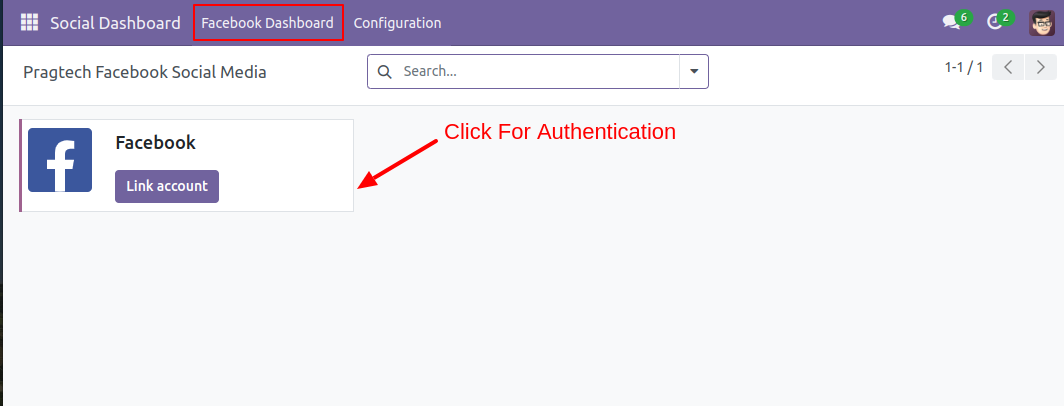 Social Dashboard Facebook Dashboard Configuration 6 2
Pragtech Facebook Social Media Search... 1-1 / 1
Click For Authentication
Facebook
Link account